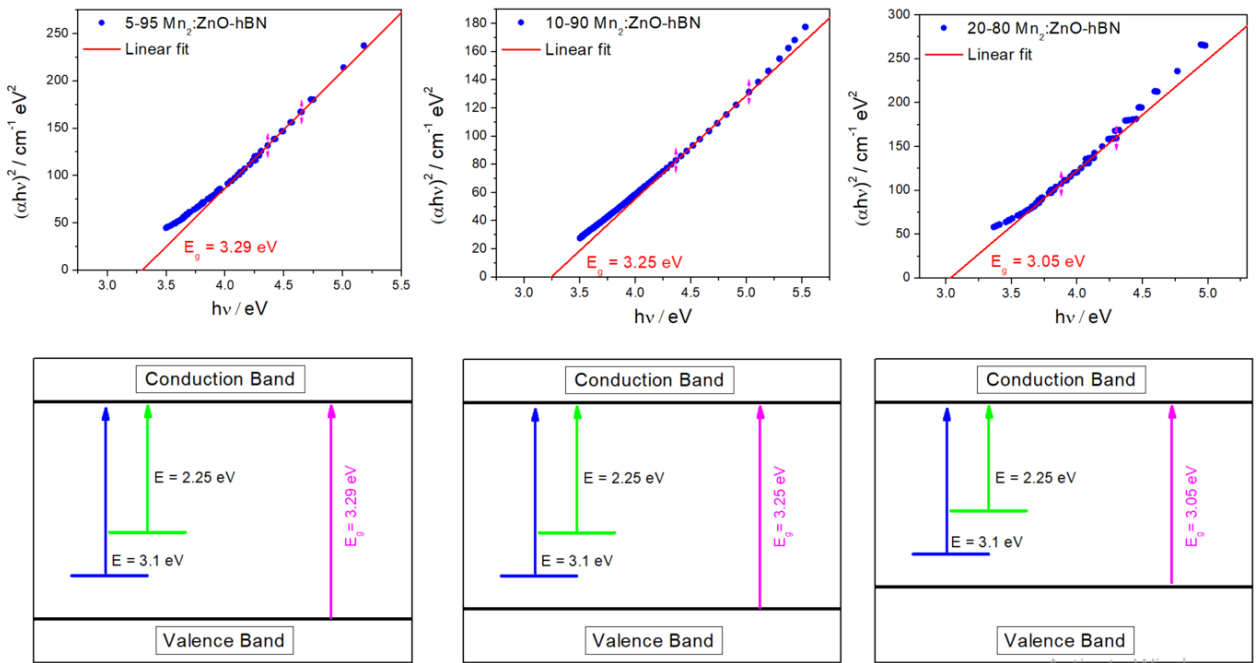 5-95 Mn2:ZnO-hBN
Linear fit
(αhν)2 / cm-1 eV2
250
200
150
100
50
0
Eg = 3.29 eV
3.0
3.5
4.0
4.5
5.0
5.5
hν / eV
10-90 Mn2:ZnO-hBN
Linear fit
(αhν)2 / cm-1 eV2
180
160
140
120
100
80
60
40
20
0
Eg = 3.25 eV
3.0
3.5
4.0
4.5
5.0
5.5
hν / eV
20-80 Mn2:ZnO-hBN
Linear fit
(αhν)2 / cm-1 eV2
300
250
200
150
100
50
0
Eg = 3.05 eV
3.0
3.5
4.0
4.5
5.0
hν / eV
Conduction Band
E = 2.25 eV
E = 3.1 eV
Eg = 3.29 eV
Valence Band
Conduction Band
E = 2.25 eV
E = 3.1 eV
Eg = 3.25 eV
Valence Band
Conduction Band
E = 2.25 eV
E = 3.1 eV
Eg = 3.05 eV
Valence Band